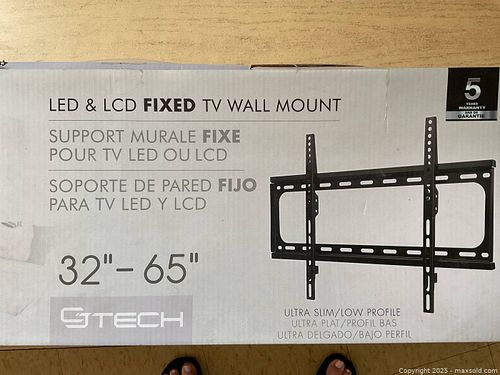 LED & LCD FIXED TV WALL MOUNT
SUPPORT MURALE FIXE
POUR TV LED OU LCD
SOPORTE DE PARED FIJO
PARA TV LED Y LCD
32"– 65"
GTECH
5
YEARS
WARRANTY
ANS DE
GARANTIE
ULTRA SLIM/LOW PROFILE
ULTRA PLAT/PROFIL BAS
ULTRA DELGADO/BAJO PERFIL
Copyright 2025 - maxsold.com